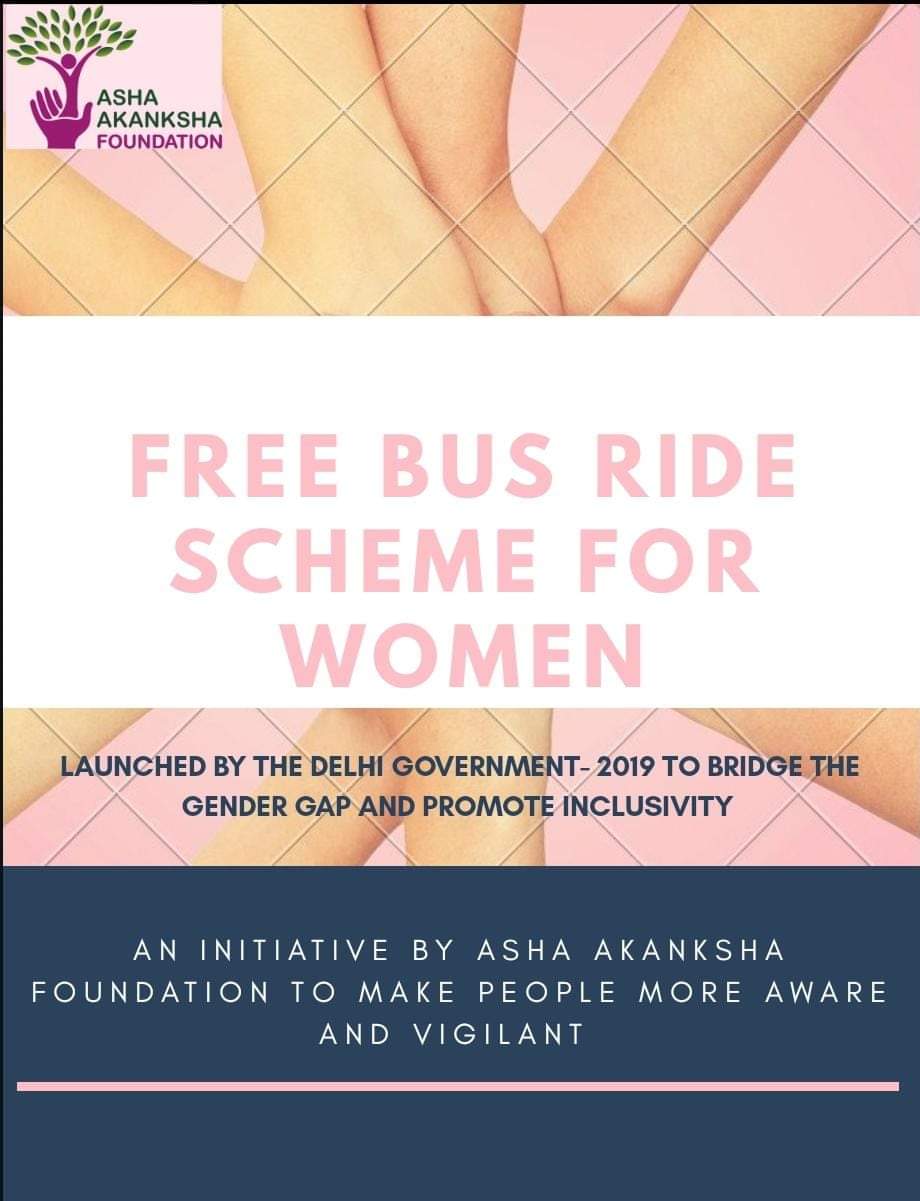 ASHA
AKANKSHA
FOUNDATION
FREE BUS RIDE
SCHEME FOR
WOMEN
LAUNCHED BY THE DELHI GOVERNMENT- 2019 TO BRIDGE THE
GENDER GAP AND PROMOTE INCLUSIVITY
AN INITIATIVE BY ASHA AKANKSHA
FOUNDATION TO MAKE PEOPLE MORE AWARE
AND VIGILANT